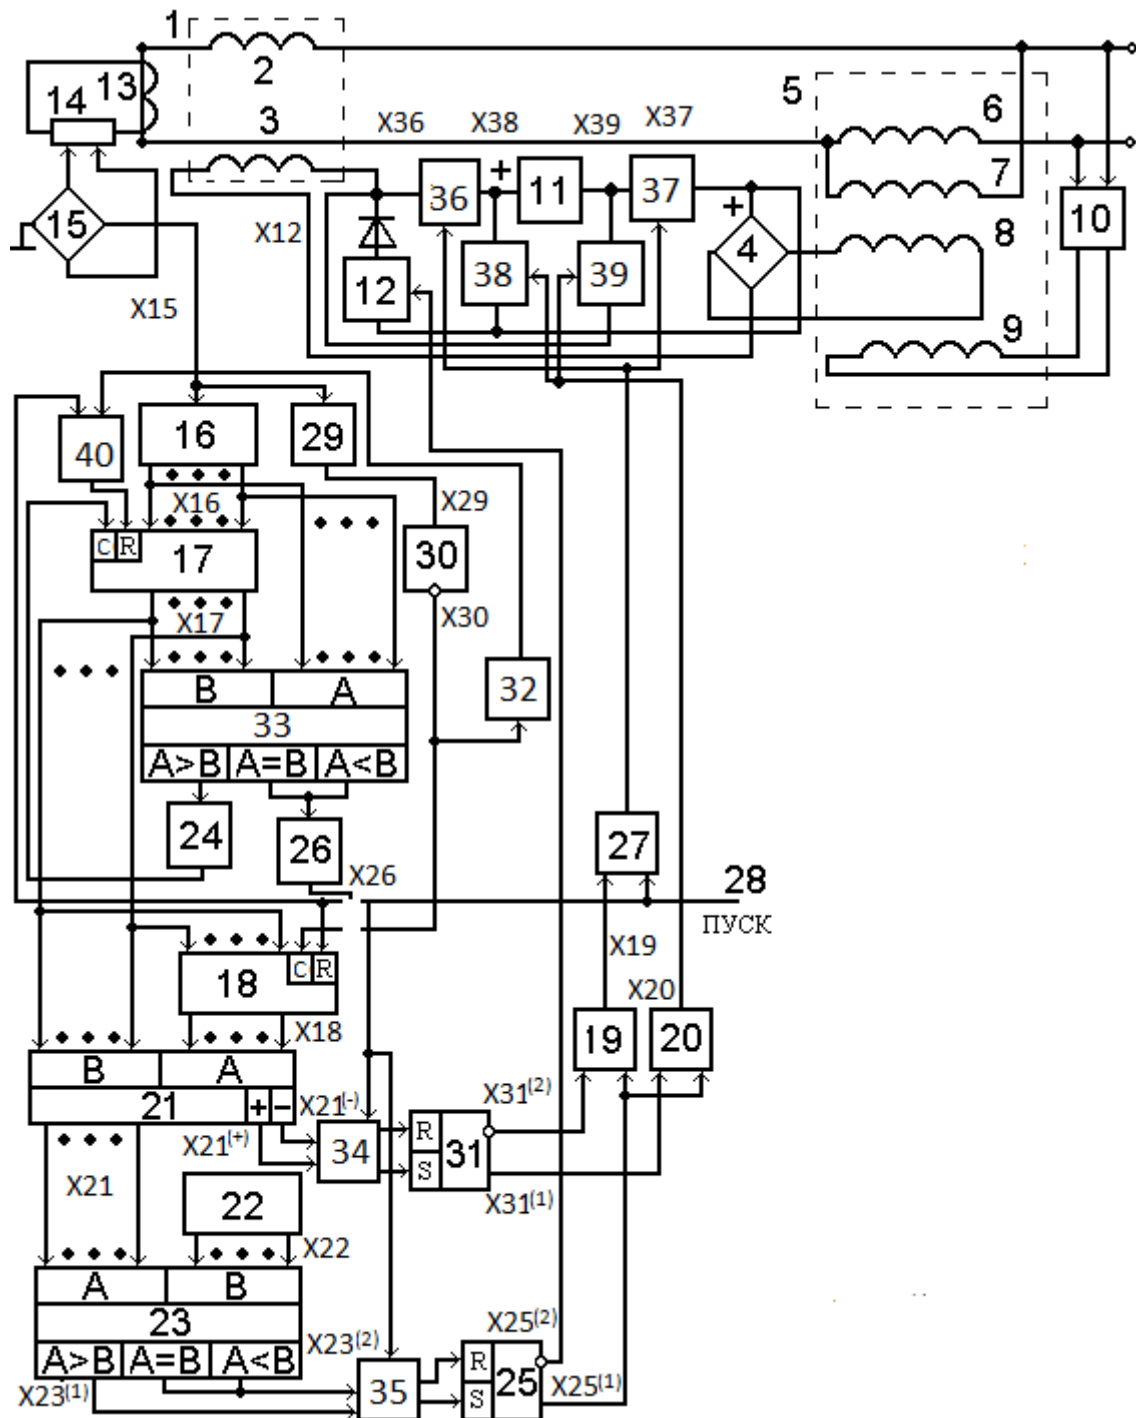 1
2
3
5
6
7
8
9
10
13
14
15
X36
+
X38
X39
X37
36
11
37
+
4
X12
12
38
39
X15
40
16
29
X16
X29
C
R
17
30
X17
X30
B
A
33
32
A>B
A=B
A<B
24
26
X26
27
28
ПУСК
X19
X20
18
C
R
X18
19
20
B
A
21
+
−
X21(-)
X21(+)
34
R
S
31
X31(2)
X31(1)
X21
22
X22
A
B
23
A>B
A=B
A<B
X23(1)
X23(2)
35
R
S
25
X25(2)
X25(1)